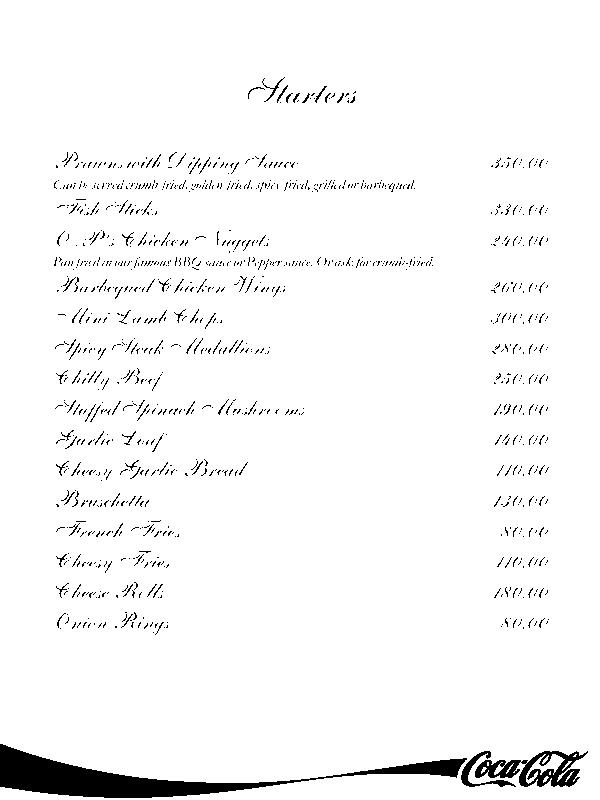 Starters
Prawns with Dipping Sauce 350.00
Can be served crumb fried, golden fried, spice fried, grilled or barbequed.
Fish Sticks 330.00
O.P's Chicken Nuggets 240.00
Pan fried in our famous BBQ sauce or Pepper sauce. Or ask for crumb-fried.
Barbequed Chicken Wings 260.00
Mini Lamb Chops 300.00
Spicy Steak Medallions 280.00
Chilly Beef 250.00
Stuffed Spinach Mushrooms 190.00
Garlic Loaf 140.00
Cheesy Garlic Bread 110.00
Bruschetta 130.00
French Fries 80.00
Cheesy Fries 110.00
Cheese Rolls 180.00
Onion Rings 80.00
Coca-Cola